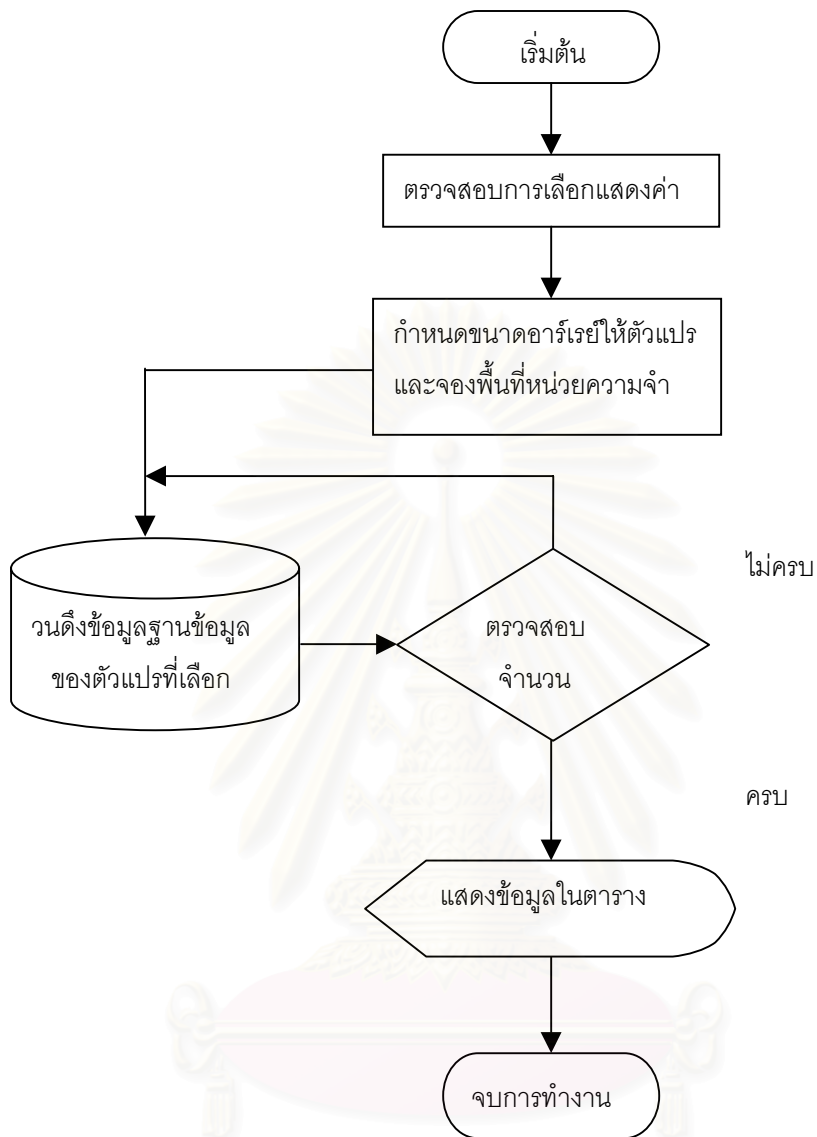 เริ่มต้น
ตรวจสอบการเลือกแสดงค่า
กำหนดขนาดอาร์เรย์ให้ตัวแปร
และจองพื้นที่หน่วยความจำ
ไม่ครบ
วนดึงข้อมูลฐานข้อมูล
ของตัวแปรที่เลือก
ตรวจสอบ
จำนวน
ครบ
แสดงข้อมูลในตาราง
จบการทำงาน